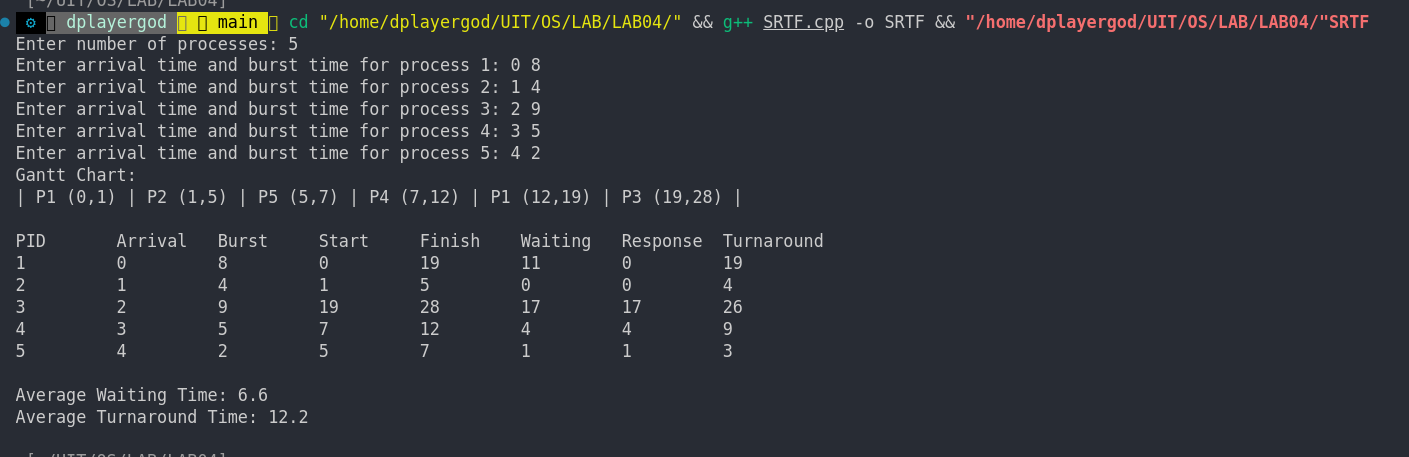 [~/UIT/OS/LAB/LAB04]
dplayergod main cd "/home/dplayergod/UIT/OS/LAB/LAB04/" && g++ SRTF.cpp -o SRTF && "/home/dplayergod/UIT/OS/LAB/LAB04/"SRTF
Enter number of processes: 5
Enter arrival time and burst time for process 1: 0 8
Enter arrival time and burst time for process 2: 1 4
Enter arrival time and burst time for process 3: 2 9
Enter arrival time and burst time for process 4: 3 5
Enter arrival time and burst time for process 5: 4 2
Gantt Chart:
| P1 (0,1) | P2 (1,5) | P5 (5,7) | P4 (7,12) | P1 (12,19) | P3 (19,28) |
PID Arrival Burst Start Finish Waiting Response Turnaround
1 0 8 0 19 11 0 19
2 1 4 1 5 0 0 4
3 2 9 19 28 17 17 26
4 3 5 7 12 4 4 9
5 4 2 5 7 1 1 3
Average Waiting Time: 6.6
Average Turnaround Time: 12.2
[~/UIT/OS/LAB/LAB04]